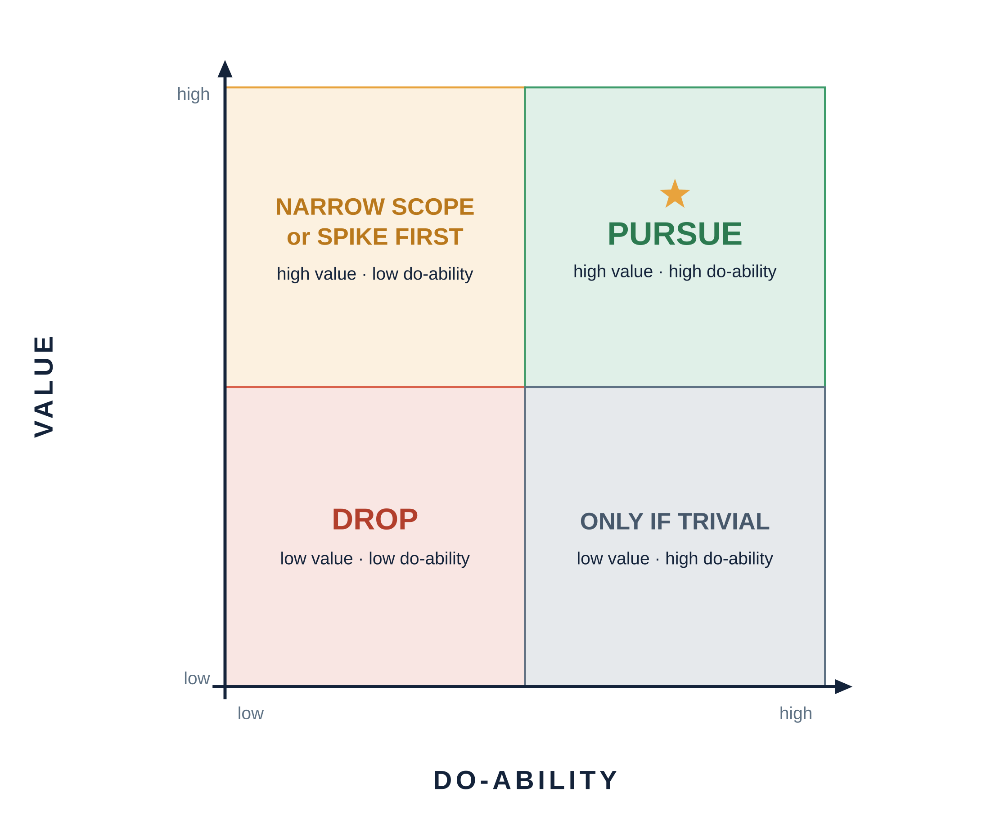 high
NARROW SCOPE
or SPIKE FIRST
high value · low do-ability
PURSUE
high value · high do-ability
VALUE
DROP
low value · low do-ability
ONLY IF TRIVIAL
low value · high do-ability
low
low
high
DO-ABILITY